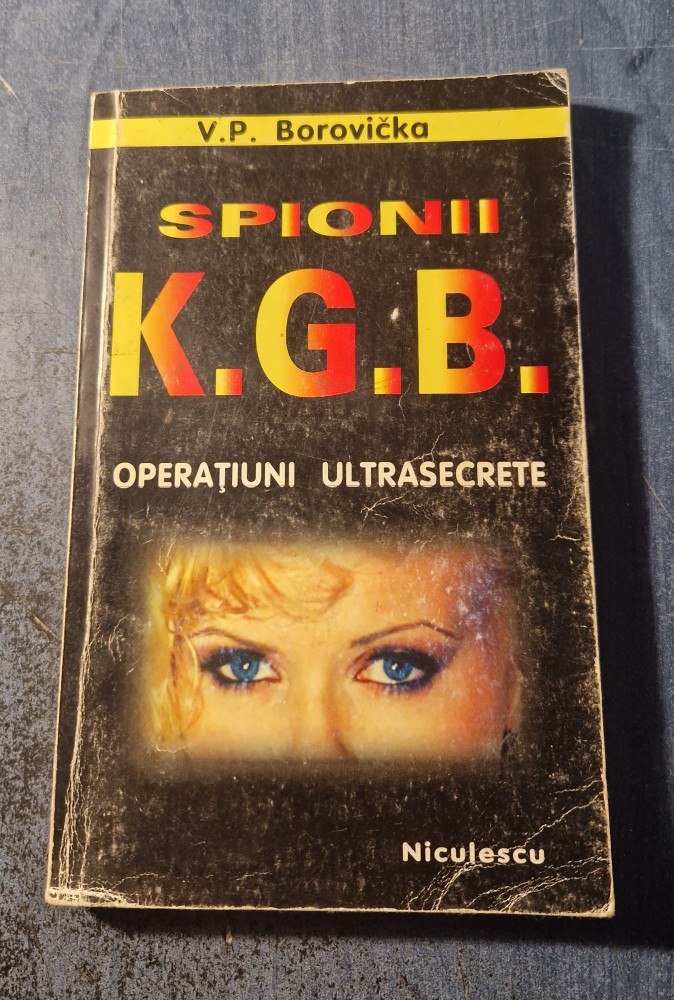 V.P. Borovička
SPIONII
K.G.B.
OPERAŢIUNI ULTRASECRETE
Niculescu